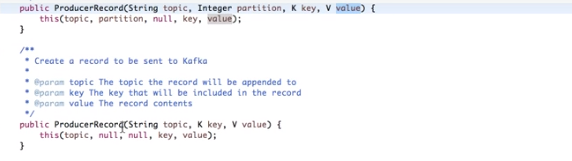 public ProducerRecord(String topic, Integer partition, K key, V value) {
this(topic, partition, null, key, value);
}
/**
* Create a record to be sent to Kafka
*
* @param topic The topic the record will be appended to
* @param key The key that will be included in the record
* @param value The record contents
*/
public ProducerRecord(String topic, K key, V value) {
this(topic, null, null, key, value);
}